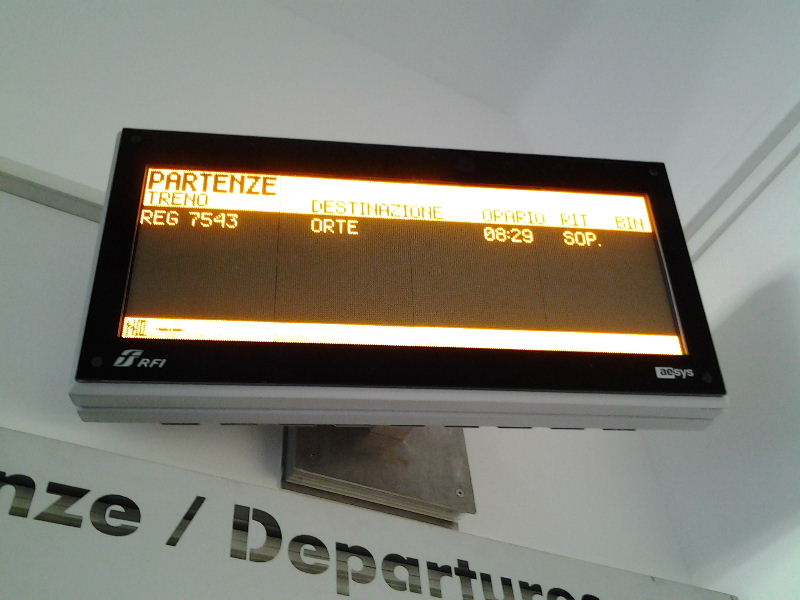 PARTENZE
TRENO DESTINAZIONE ORARIO RIT BIN
REG 7543 ORTE 08:29 SOP.
RFI
aesys
nze / Departures